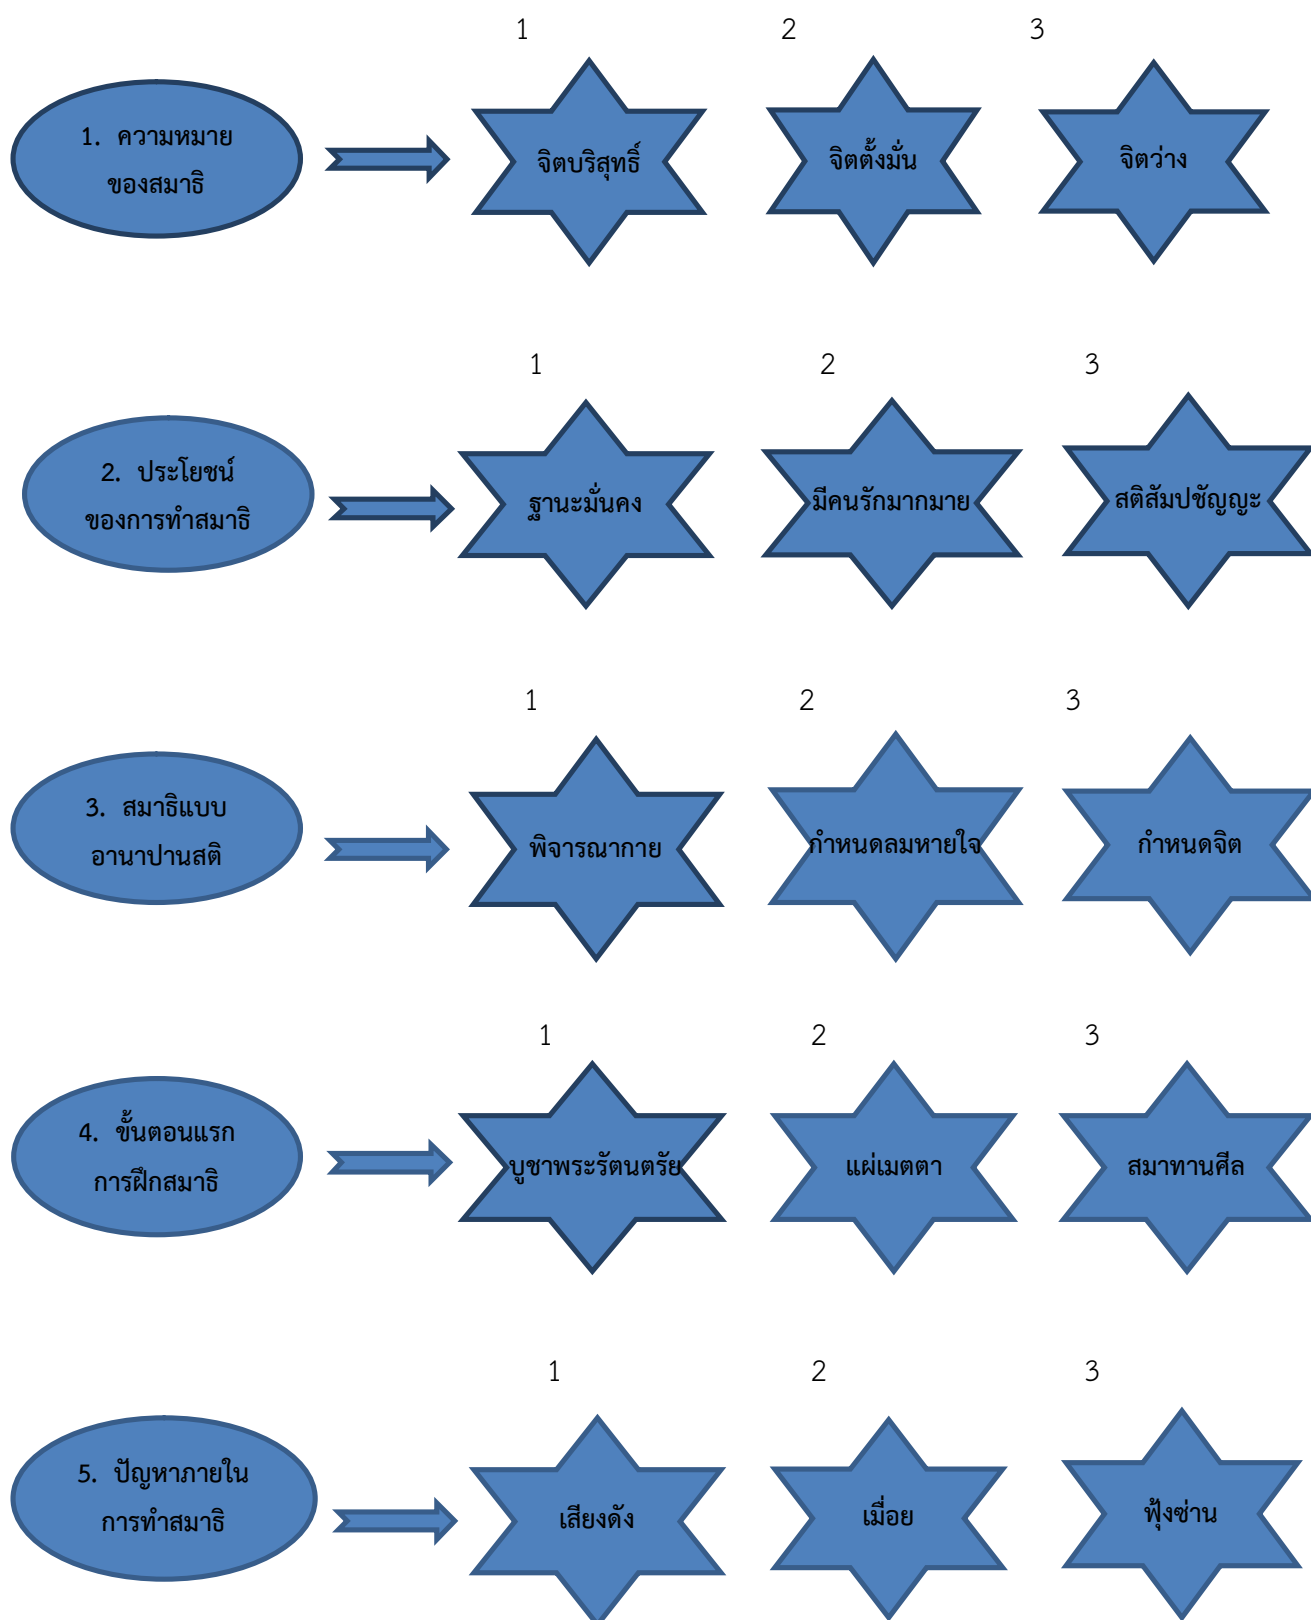 1 2 3
1. ความหมาย
ของสมาธิ
จิตบริสุทธิ์ จิตตั้งมั่น จิตว่าง
1 2 3
2. ประโยชน์
ของการทำสมาธิ
ฐานะมั่นคง มีคนรักมากมาย สติสัมปชัญญะ
1 2 3
3. สมาธิแบบ
อานาปานสติ
พิจารณากาย กำหนดลมหายใจ กำหนดจิต
1 2 3
4. ขั้นตอนแรก
การฝึกสมาธิ
บูชาพระรัตนตรัย แผ่เมตตา สมาทานศีล
1 2 3
5. ปัญหาภายใน
การทำสมาธิ
เสียงดัง เมื่อย ฟุ้งซ่าน